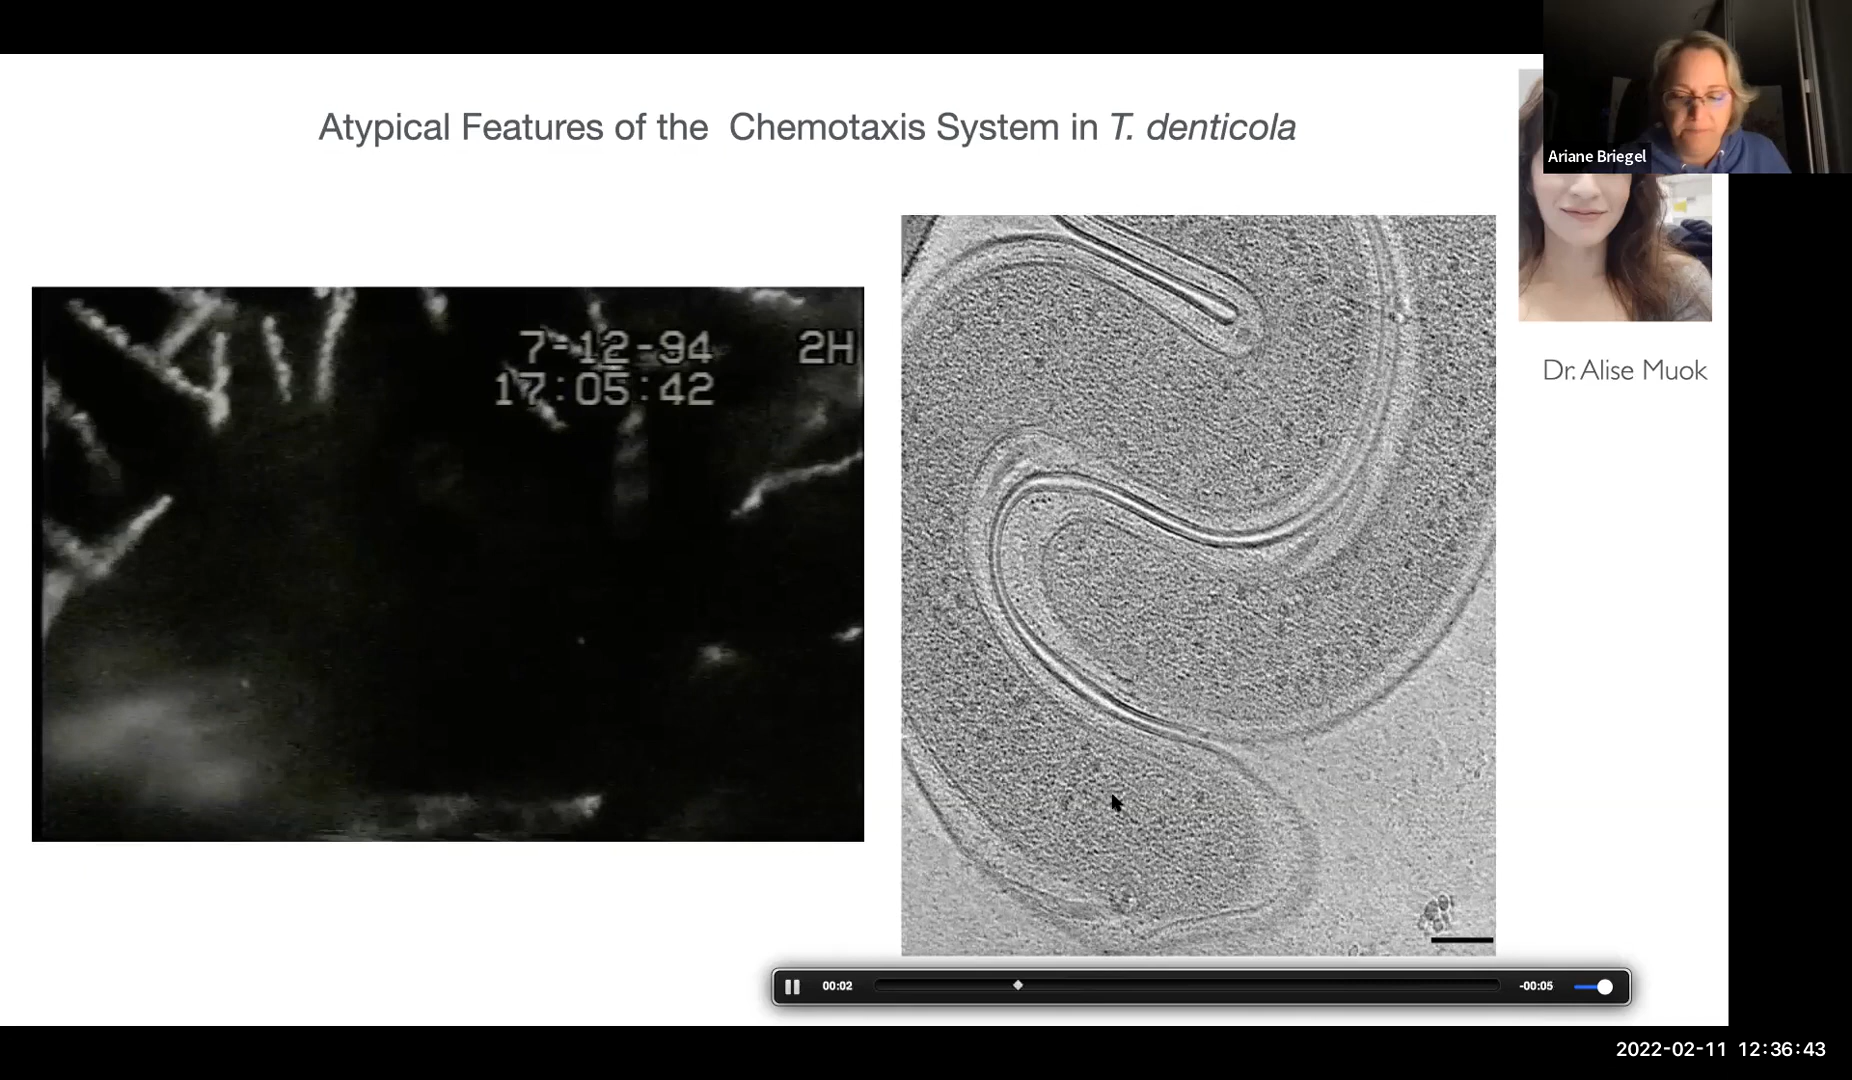 Atypical Features of the Chemotaxis System in T. denticola
Ariane Briegel
7-12-94 2H
17:05:42
Dr. Alise Muok
00:02 -00:05
2022-02-11 12:36:43